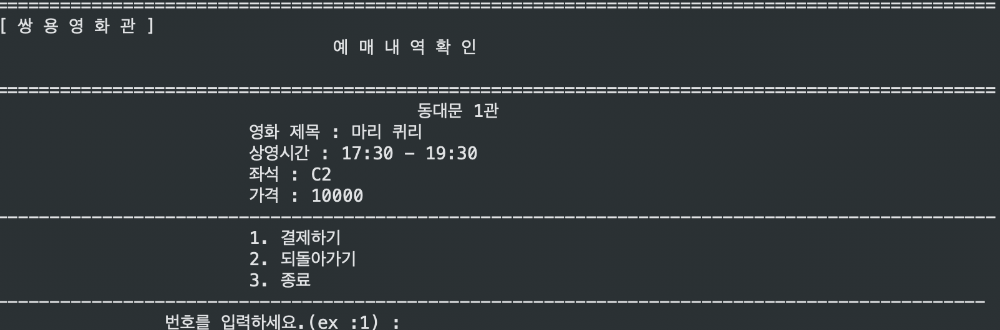 [ 쌍 용 영 화 관 ]
예 매 내 역 확 인
동대문 1관
영화 제목 : 마리 퀴리
상영시간 : 17:30 - 19:30
좌석 : C2
가격 : 10000
1. 결제하기
2. 되돌아가기
3. 종료
번호를 입력하세요.(ex :1) :